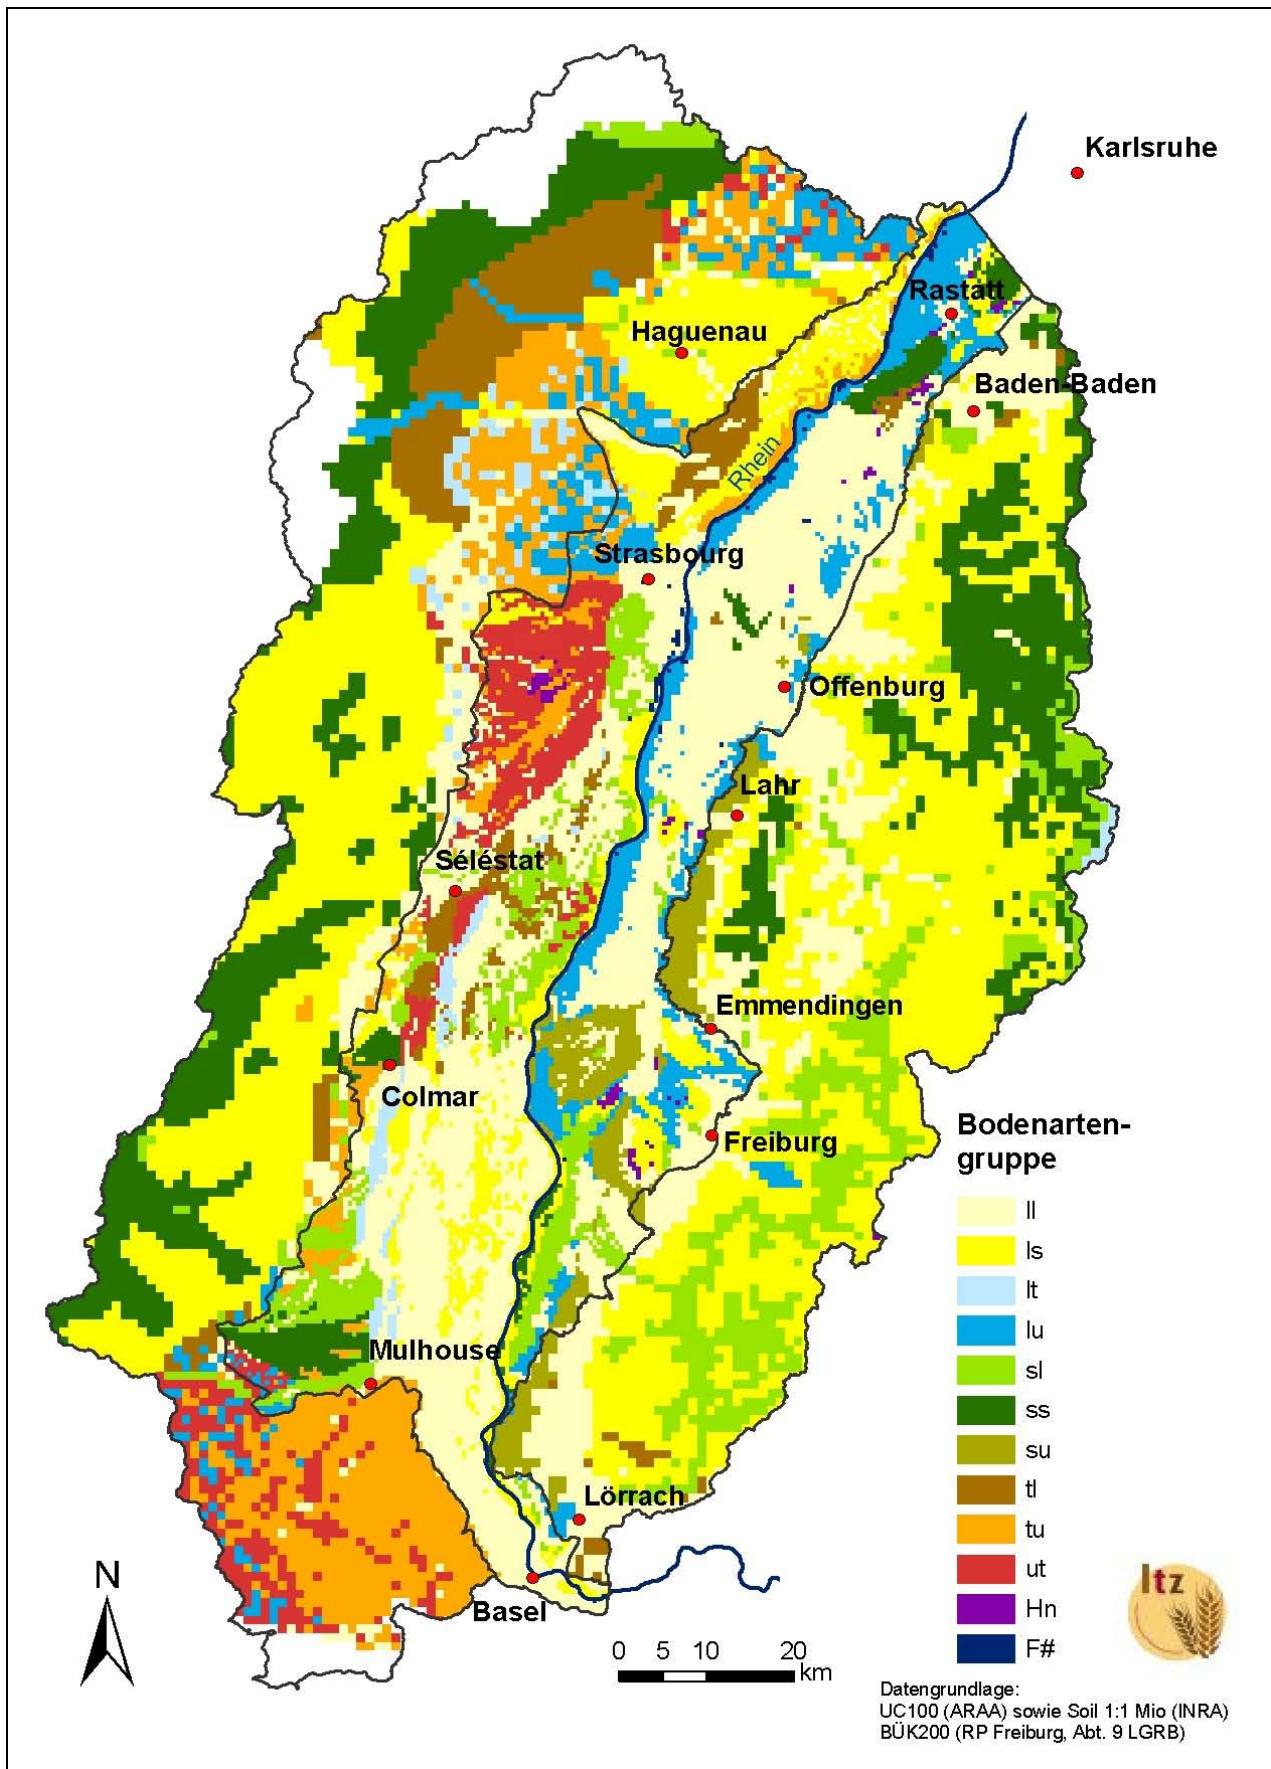 Karlsruhe
Rastatt
Haguenau
Baden-Baden
Rhein
Strasbourg
Offenburg
Lahr
Séléstat
Emmendingen
Colmar
Freiburg
Bodenarten-
gruppe
ll
ls
lt
lu
sl
ss
su
tl
tu
ut
Hn
F#
Mulhouse
Lörrach
Basel
N
0 5 10 20
km
ltz
Datengrundlage:
UC100 (ARAA) sowie Soil 1:1 Mio (INRA)
BÜK200 (RP Freiburg, Abt. 9 LGRB)